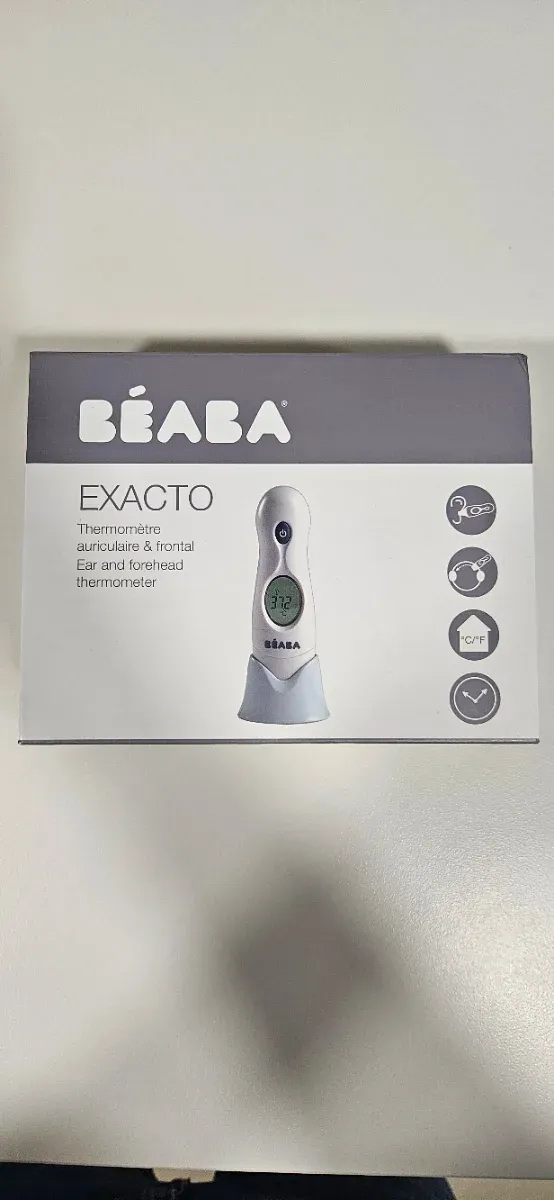 BÉABA®
EXACTO
Thermomètre
auriculaire & frontal
Ear and forehead
thermometer
37.2
°C
BÉABA
°C/°F